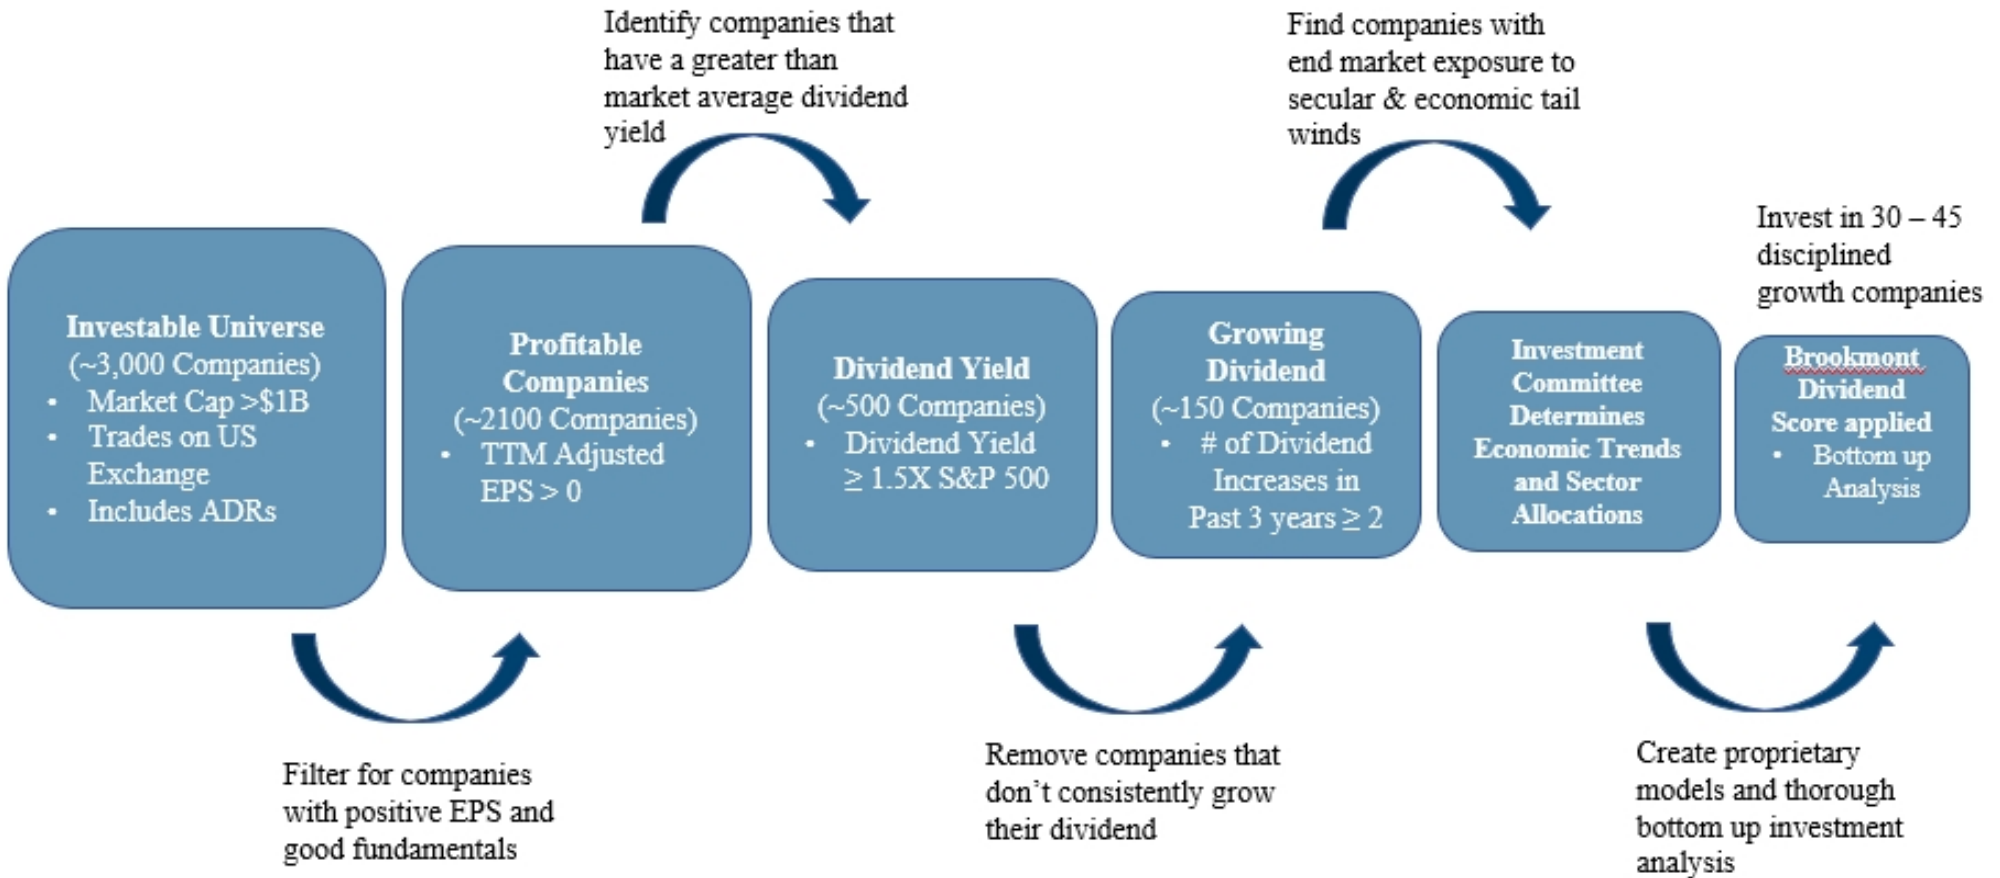 Identify companies that
have a greater than
market average dividend
yield
Find companies with
end market exposure to
secular & economic tail
winds
Invest in 30 – 45
disciplined
growth companies
Investable Universe
(~3,000 Companies)
• Market Cap >$1B
• Trades on US
Exchange
• Includes ADRs
Profitable
Companies
(~2100 Companies)
• TTM Adjusted
EPS > 0
Dividend Yield
(~500 Companies)
• Dividend Yield
≥ 1.5X S&P 500
Growing
Dividend
(~150 Companies)
• # of Dividend
Increases in
Past 3 years ≥ 2
Investment
Committee
Determines
Economic Trends
and Sector
Allocations
Brookmont
Dividend
Score applied
• Bottom up
Analysis
Filter for companies
with positive EPS and
good fundamentals
Remove companies that
don’t consistently grow
their dividend
Create proprietary
models and thorough
bottom up investment
analysis